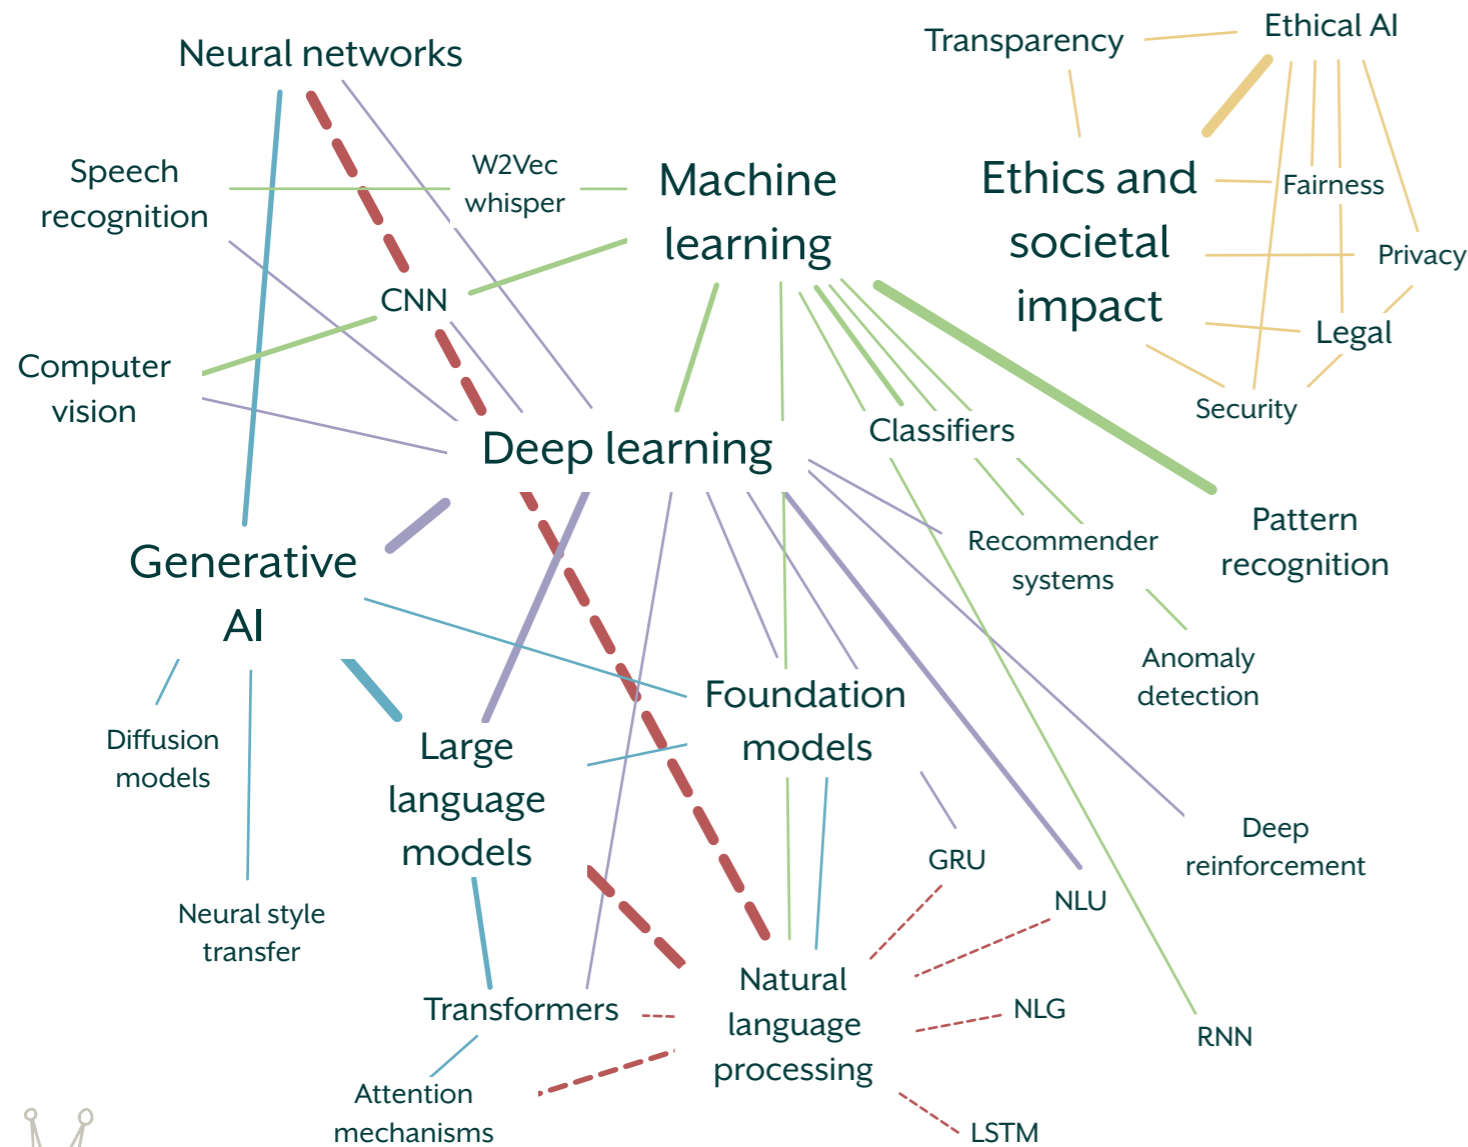 Neural networks
Transparency
Ethical AI
Speech
recognition
W2Vec
whisper
Machine
learning
Ethics and
societal
impact
Fairness
Privacy
CNN
Computer
vision
Legal
Security
Deep learning
Classifiers
Pattern
recognition
Generative
AI
Recommender
systems
Anomaly
detection
Foundation
models
Diffusion
models
Large
language
models
Deep
reinforcement
GRU
NLU
Neural style
transfer
Transformers
Natural
language
processing
NLG
RNN
Attention
mechanisms
LSTM